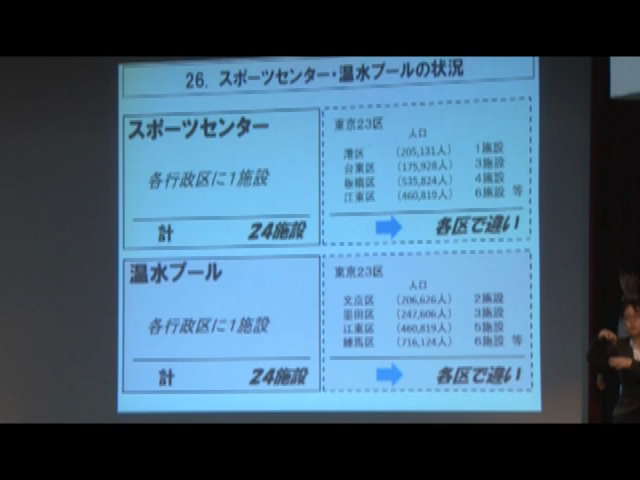 26. スポーツセンター・温水プールの状況
スポーツセンター
各行政区に1施設
計 24施設
東京23区
人口
港区 (205,131人) 1施設
台東区 (175,928人) 3施設
板橋区 (535,824人) 4施設
江東区 (460,819人) 6施設 等
各区で違い
温水プール
各行政区に1施設
計 24施設
東京23区
人口
文京区 (206,626人) 2施設
墨田区 (247,606人) 3施設
江東区 (460,819人) 5施設
練馬区 (716,124人) 6施設 等
各区で違い